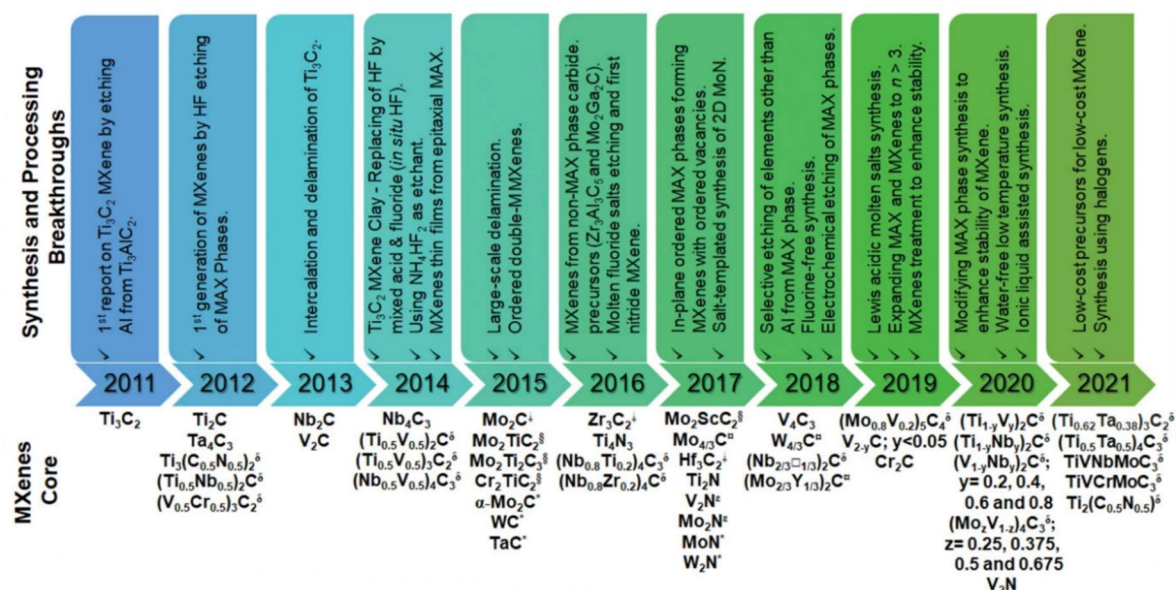 Synthesis and Processing
Breakthroughs
✓ 1st report on Ti₃C₂ MXene by etching
Al from Ti₃AlC₂.
✓ 1st generation of MXenes by HF etching
of MAX Phases.
✓ Intercalation and delamination of Ti₃C₂.
✓ Ti₃C₂ MXene Clay - Replacing of HF by
mixed acid & fluoride (in situ HF).
✓ Using NH₄HF₂ as etchant.
✓ MXenes thin films from epitaxial MAX.
✓ Large-scale delamination.
✓ Ordered double-M MXenes.
✓ MXenes from non-MAX phase carbide
precursors (Zr₃Al₃C₅ and Mo₂Ga₂C).
✓ Molten fluoride salts etching and first
nitride MXene.
✓ In-plane ordered MAX phases forming
MXenes with ordered vacancies.
✓ Salt-templated synthesis of 2D MoN.
✓ Selective etching of elements other than
Al from MAX phase.
✓ Fluorine-free synthesis.
✓ Electrochemical etching of MAX phases.
✓ Lewis acidic molten salts synthesis.
✓ Expanding MAX and MXenes to n > 3.
✓ MXenes treatment to enhance stability.
✓ Modifying MAX phase synthesis to
enhance stability of MXene.
✓ Water-free low temperature synthesis.
✓ Ionic liquid assisted synthesis.
✓ Low-cost precursors for low-cost MXene.
✓ Synthesis using halogens.
2011 2012 2013 2014 2015 2016 2017 2018 2019 2020 2021
MXenes
Core
Ti₃C₂
Ti₂C
Ta₄C₃
Ti₃(C₀.₅N₀.₅)₂ᵟ
(Ti₀.₅Nb₀.₅)₂Cᵟ
(V₀.₅Cr₀.₅)₃C₂ᵟ
Nb₂C
V₂C
Nb₄C₃
(Ti₀.₅V₀.₅)₂Cᵟ
(Ti₀.₅V₀.₅)₃C₂ᵟ
(Nb₀.₅V₀.₅)₄C₃ᵟ
Mo₂C⸸
Mo₂TiC₂§
Mo₂Ti₂C₃§
Cr₂TiC₂§
α-Mo₂C*
WC*
TaC*
Zr₃C₂⸸
Ti₄N₃
(Nb₀.₈Ti₀.₂)₄C₃ᵟ
(Nb₀.₈Zr₀.₂)₄Cᵟ
Mo₂ScC₂§
Mo₄/₃C¤
Hf₃C₂⸸
Ti₂N
V₂Nᵋ
Mo₂Nᵋ
MoN*
W₂N*
V₄C₃
W₄/₃C¤
(Nb₂/₃□₁/₃)₂Cᵟ
(Mo₂/₃Y₁/₃)₂C¤
(Mo₀.₈V₀.₂)₅C₄ᵟ
V₂₋yC; y<0.05
Cr₂C
(Ti₁₋yVy)₂Cᵟ
(Ti₁₋yNby)₂Cᵟ
(V₁₋yNby)₂Cᵟ;
y= 0.2, 0.4,
0.6 and 0.8
(MozV₁₋z)₄C₃ᵟ;
z= 0.25, 0.375,
0.5 and 0.675
V₂N
(Ti₀.₆₂Ta₀.₃₈)₃C₂ᵟ
(Ti₀.₅Ta₀.₅)₄C₃ᵟ
TiVNbMoC₃ᵟ
TiVCrMoC₃ᵟ
Ti₂(C₀.₅N₀.₅)ᵟ